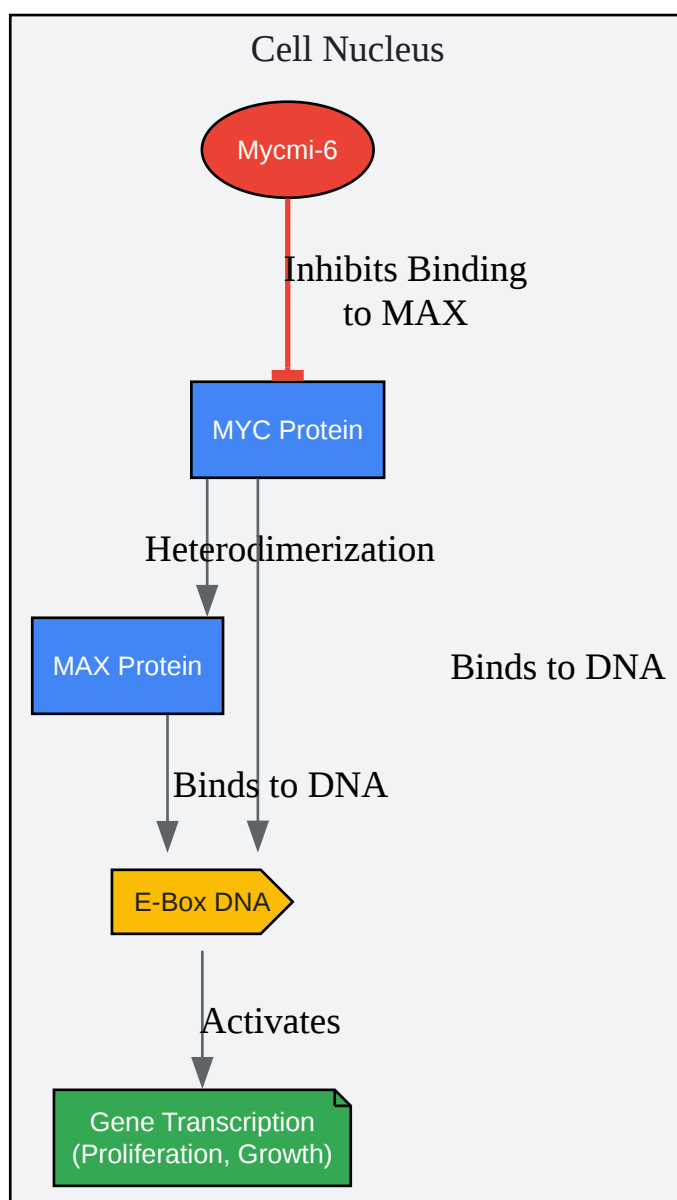 Cell Nucleus
Mycmi-6
Inhibits Binding
to MAX
MYC Protein
Heterodimerization
MAX Protein
Binds to DNA
Binds to DNA
E-Box DNA
Activates
Gene Transcription
(Proliferation, Growth)